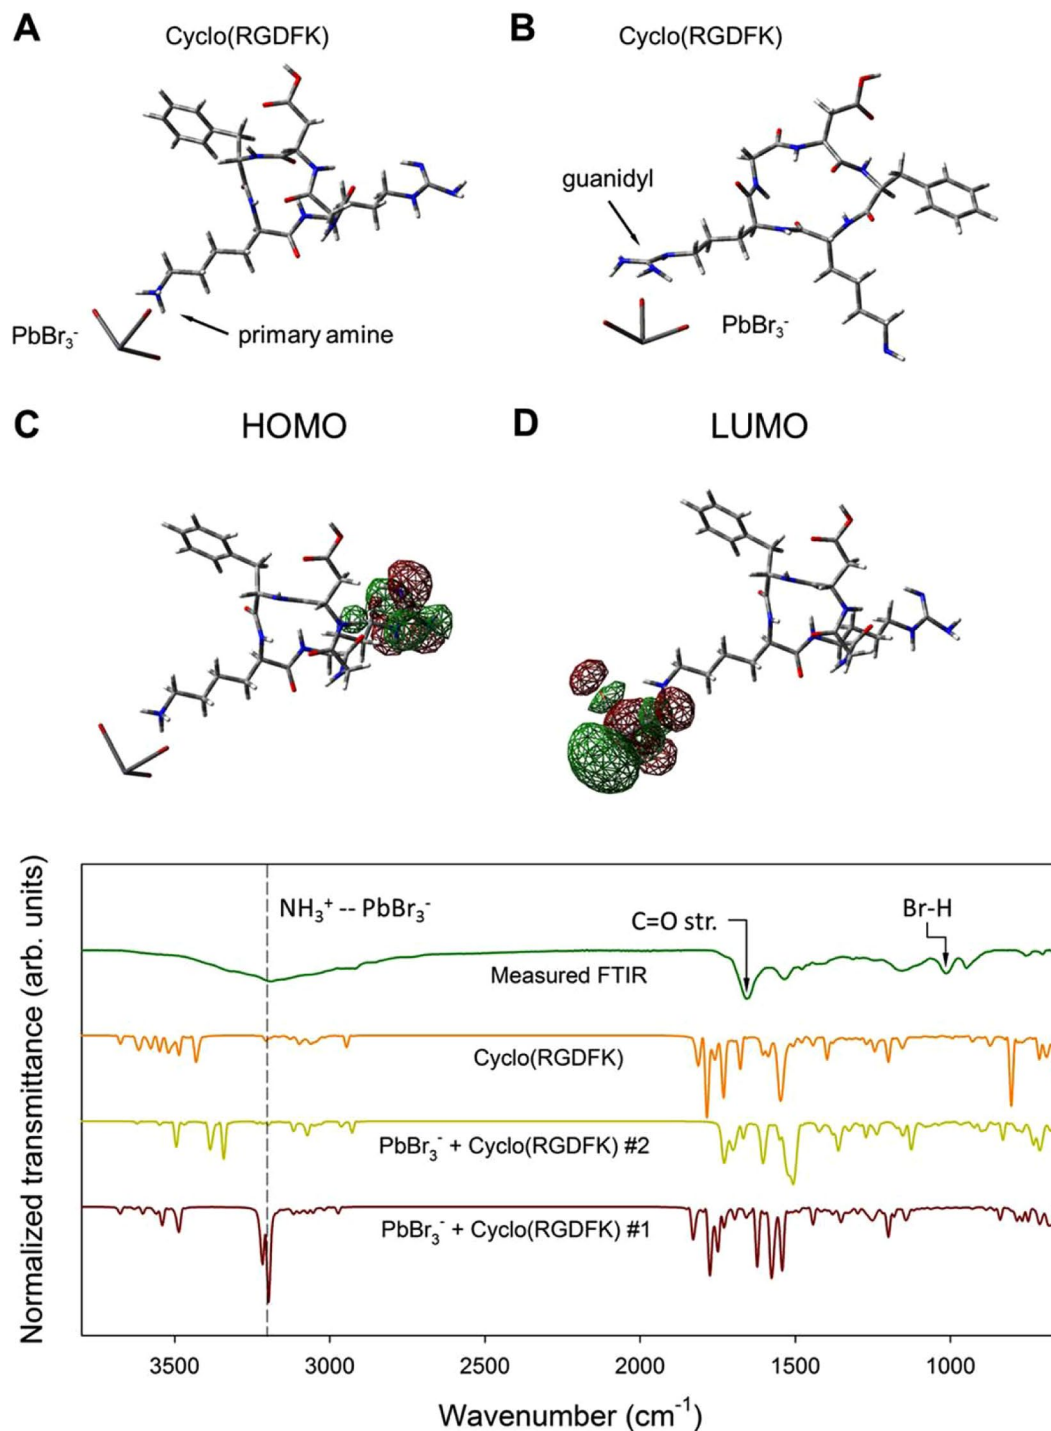 A
Cyclo(RGDFK)
B
Cyclo(RGDFK)
guanidyl
PbBr₃⁻
primary amine
PbBr₃⁻
C
HOMO
D
LUMO
Normalized transmittance (arb. units)
NH₃⁺ -- PbBr₃⁻
C=O str.
Br-H
Measured FTIR
Cyclo(RGDFK)
PbBr₃⁻ + Cyclo(RGDFK) #2
PbBr₃⁻ + Cyclo(RGDFK) #1
3500 3000 2500 2000 1500 1000
Wavenumber (cm⁻¹)